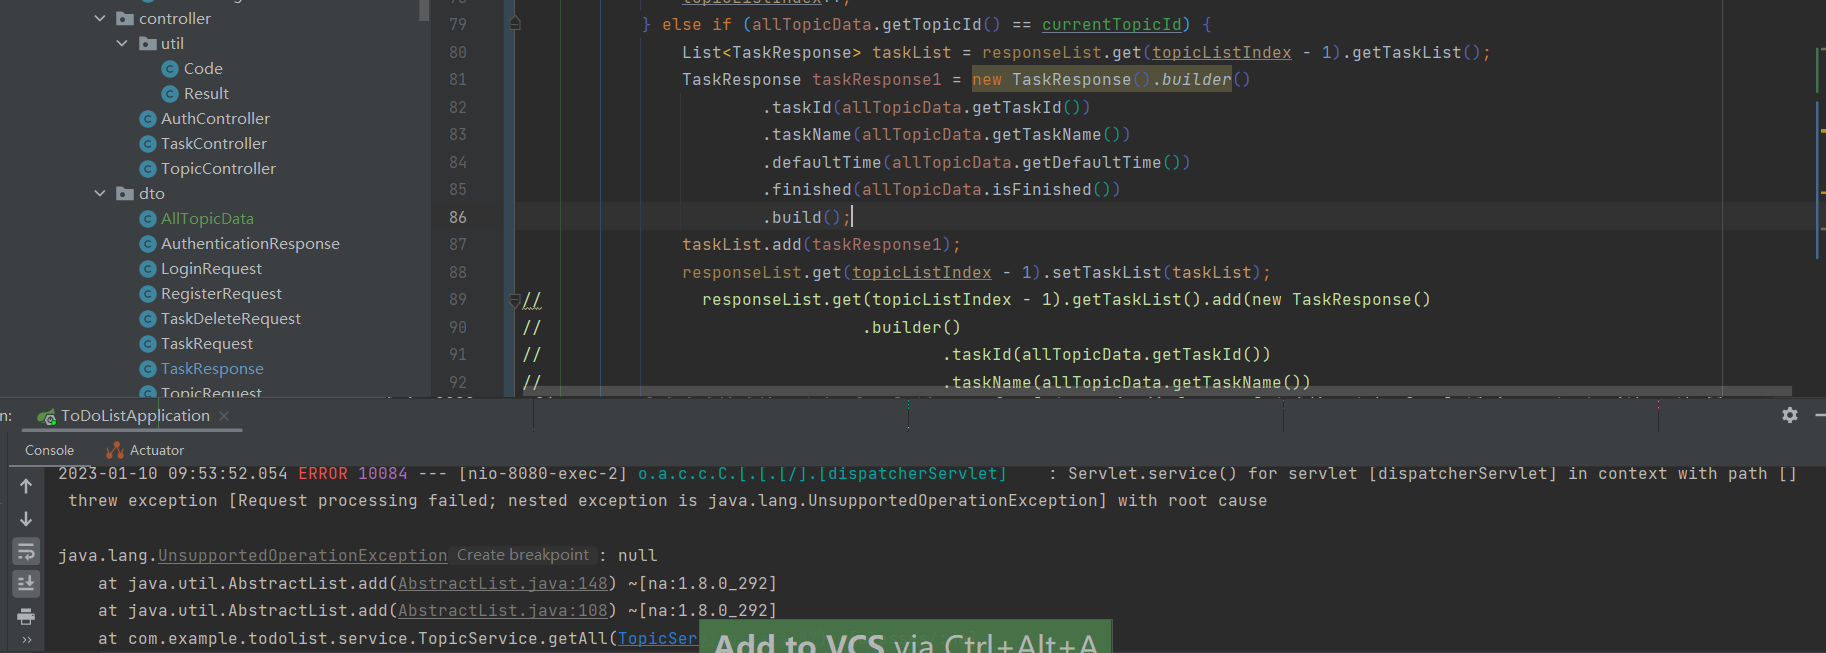 controller
util
Code
Result
AuthController
TaskController
TopicController
dto
AllTopicData
AuthenticationResponse
LoginRequest
RegisterRequest
TaskDeleteRequest
TaskRequest
TaskResponse
TopicRequest
79 } else if (allTopicData.getTopicId() == currentTopicId) {
80 List<TaskResponse> taskList = responseList.get(topicListIndex - 1).getTaskList();
81 TaskResponse taskResponse1 = new TaskResponse().builder()
82 .taskId(allTopicData.getTaskId())
83 .taskName(allTopicData.getTaskName())
84 .defaultTime(allTopicData.getDefaultTime())
85 .finished(allTopicData.isFinished())
86 .build();
87 taskList.add(taskResponse1);
88 responseList.get(topicListIndex - 1).setTaskList(taskList);
89 // responseList.get(topicListIndex - 1).getTaskList().add(new TaskResponse()
90 // .builder()
91 // .taskId(allTopicData.getTaskId())
92 // .taskName(allTopicData.getTaskName())
n: ToDoListApplication
Console Actuator
2023-01-10 09:53:52.054 ERROR 10084 --- [nio-8080-exec-2] o.a.c.c.C.[.[.[/].[dispatcherServlet] : Servlet.service() for servlet [dispatcherServlet] in context with path []
threw exception [Request processing failed; nested exception is java.lang.UnsupportedOperationException] with root cause
java.lang.UnsupportedOperationException Create breakpoint : null
at java.util.AbstractList.add(AbstractList.java:148) ~[na:1.8.0_292]
at java.util.AbstractList.add(AbstractList.java:108) ~[na:1.8.0_292]
at com.example.todolist.service.TopicService.getAll(TopicSer
Add to VCS via Ctrl+Alt+A